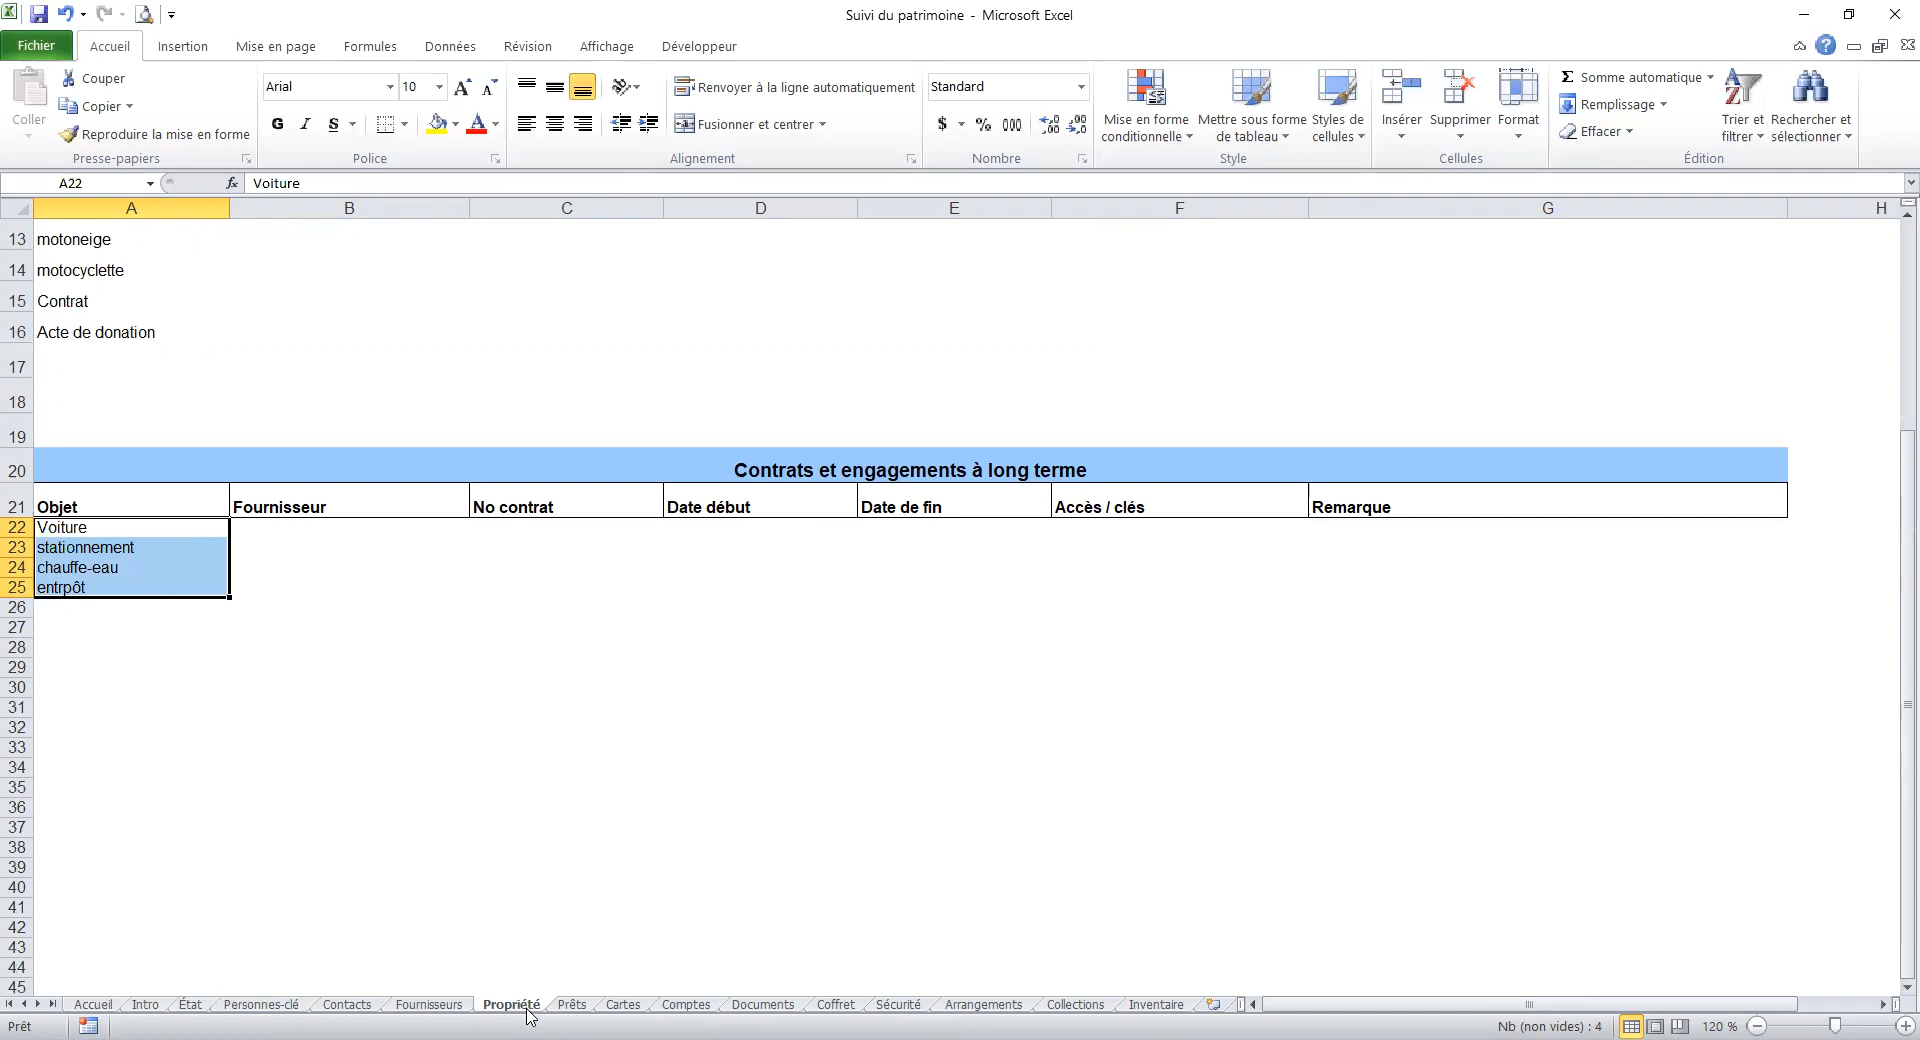 Suivi du patrimoine - Microsoft Excel
Fichier Accueil Insertion Mise en page Formules Données Révision Affichage Développeur
Coller
Couper
Copier
Reproduire la mise en forme
Presse-papiers
Arial 10
G I S
Police
Renvoyer à la ligne automatiquement
Fusionner et centrer
Alignement
Standard
$ % 000
Nombre
Mise en forme conditionnelle
Mettre sous forme de tableau
Styles de cellules
Style
Insérer Supprimer Format
Cellules
Somme automatique
Remplissage
Effacer
Trier et filtrer
Rechercher et sélectionner
Édition
A22 fx Voiture
A B C D E F G H
13 motoneige
14 motocyclette
15 Contrat
16 Acte de donation
17
18
19
20 Contrats et engagements à long terme
21 Objet Fournisseur No contrat Date début Date de fin Accès / clés Remarque
22 Voiture
23 stationnement
24 chauffe-eau
25 entrpôt
26
27
28
29
30
31
32
33
34
35
36
37
38
39
40
41
42
43
44
45
Accueil Intro État Personnes-clé Contacts Fournisseurs Propriété Prêts Cartes Comptes Documents Coffret Sécurité Arrangements Collections Inventaire
Prêt Nb (non vides) : 4 120 %